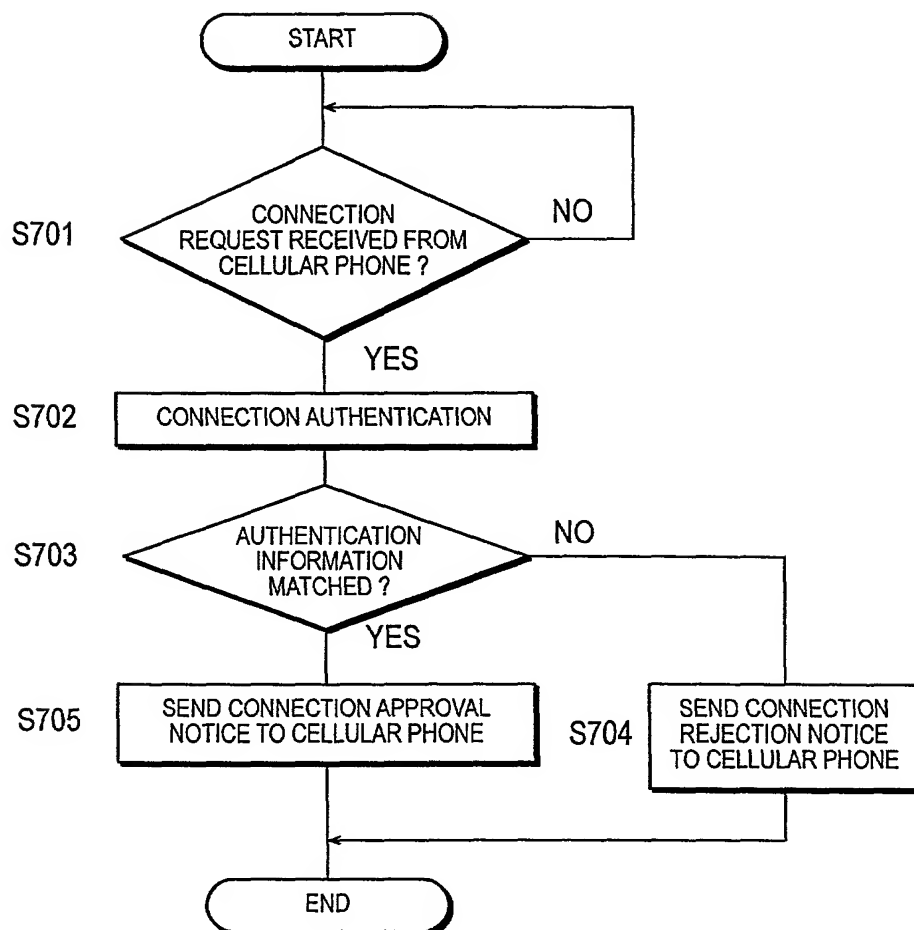 START
CONNECTION
REQUEST RECEIVED FROM
CELLULAR PHONE ?
S701
NO
YES
S702
CONNECTION AUTHENTICATION
S703
AUTHENTICATION
INFORMATION
MATCHED ?
NO
YES
S705
SEND CONNECTION APPROVAL
NOTICE TO CELLULAR PHONE
S704
SEND CONNECTION
REJECTION NOTICE
TO CELLULAR PHONE
END